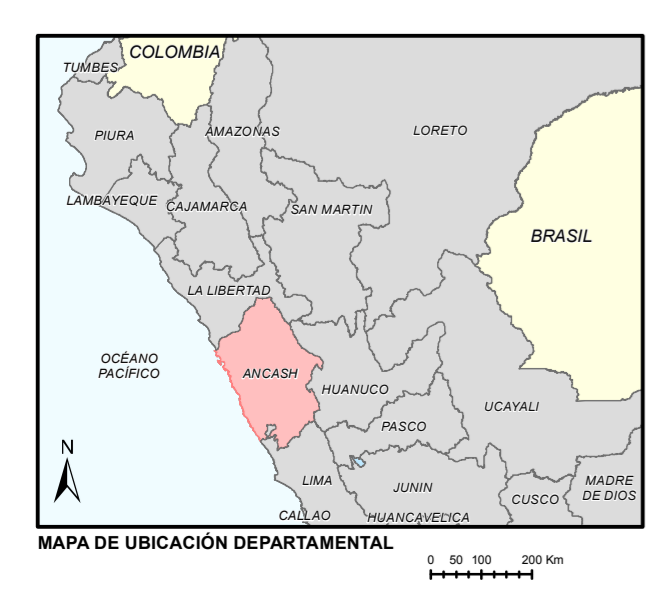 COLOMBIA
TUMBES
PIURA
AMAZONAS
LORETO
LAMBAYEQUE
CAJAMARCA
SAN MARTIN
BRASIL
LA LIBERTAD
OCÉANO
PACÍFICO
ANCASH
HUANUCO
UCAYALI
PASCO
N
LIMA
JUNIN
MADRE
DE DIOS
CUSCO
CALLAO
HUANCAVELICA
MAPA DE UBICACIÓN DEPARTAMENTAL
0 50 100 200 Km